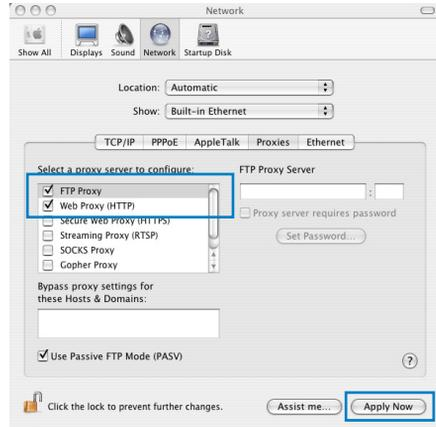 Network
Show All Displays Sound Network Startup Disk
Location: Automatic
Show: Built-in Ethernet
TCP/IP PPPoE AppleTalk Proxies Ethernet
Select a proxy server to configure: FTP Proxy Server
FTP Proxy :
Web Proxy (HTTP) Proxy server requires password
Secure Web Proxy (HTTPS)
Streaming Proxy (RTSP) Set Password...
SOCKS Proxy
Gopher Proxy
Bypass proxy settings for
these Hosts & Domains:
Use Passive FTP Mode (PASV) ?
Click the lock to prevent further changes. Assist me... Apply Now